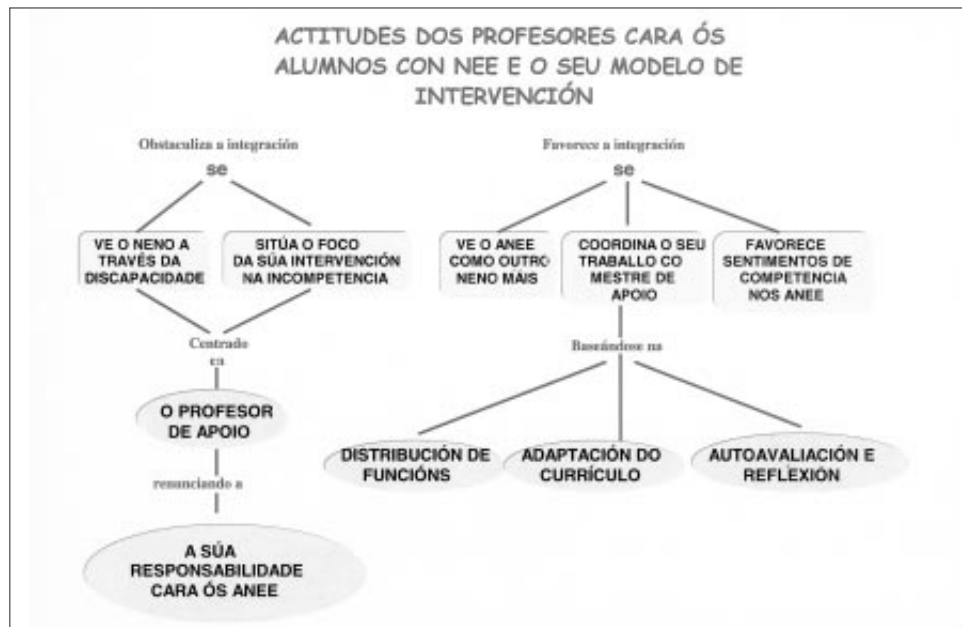 ACTITUDES DOS PROFESORES CARA ÓS
ALUMNOS CON NEE E O SEU MODELO DE
INTERVENCIÓN
Obstaculiza a integración
se
VE O NENO A
TRAVÉS DA
DISCAPACIDADE
SITÚA O FOCO
DA SÚA INTERVENCIÓN
NA INCOMPETENCIA
Centrado
en
O PROFESOR
DE APOIO
renunciando a
A SÚA
RESPONSABILIDADE
CARA ÓS ANEE
Favorece a integración
se
VE O ANEE
COMO OUTRO
NENO MÁIS
COORDINA O SEU
TRABALLO CO
MESTRE DE
APOIO
FAVORECE
SENTIMENTOS DE
COMPETENCIA
NOS ANEE
Baseándose na
DISTRIBUCIÓN DE
FUNCIÓNS
ADAPTACIÓN DO
CURRÍCULO
AUTOAVALIACIÓN E
REFLEXIÓN